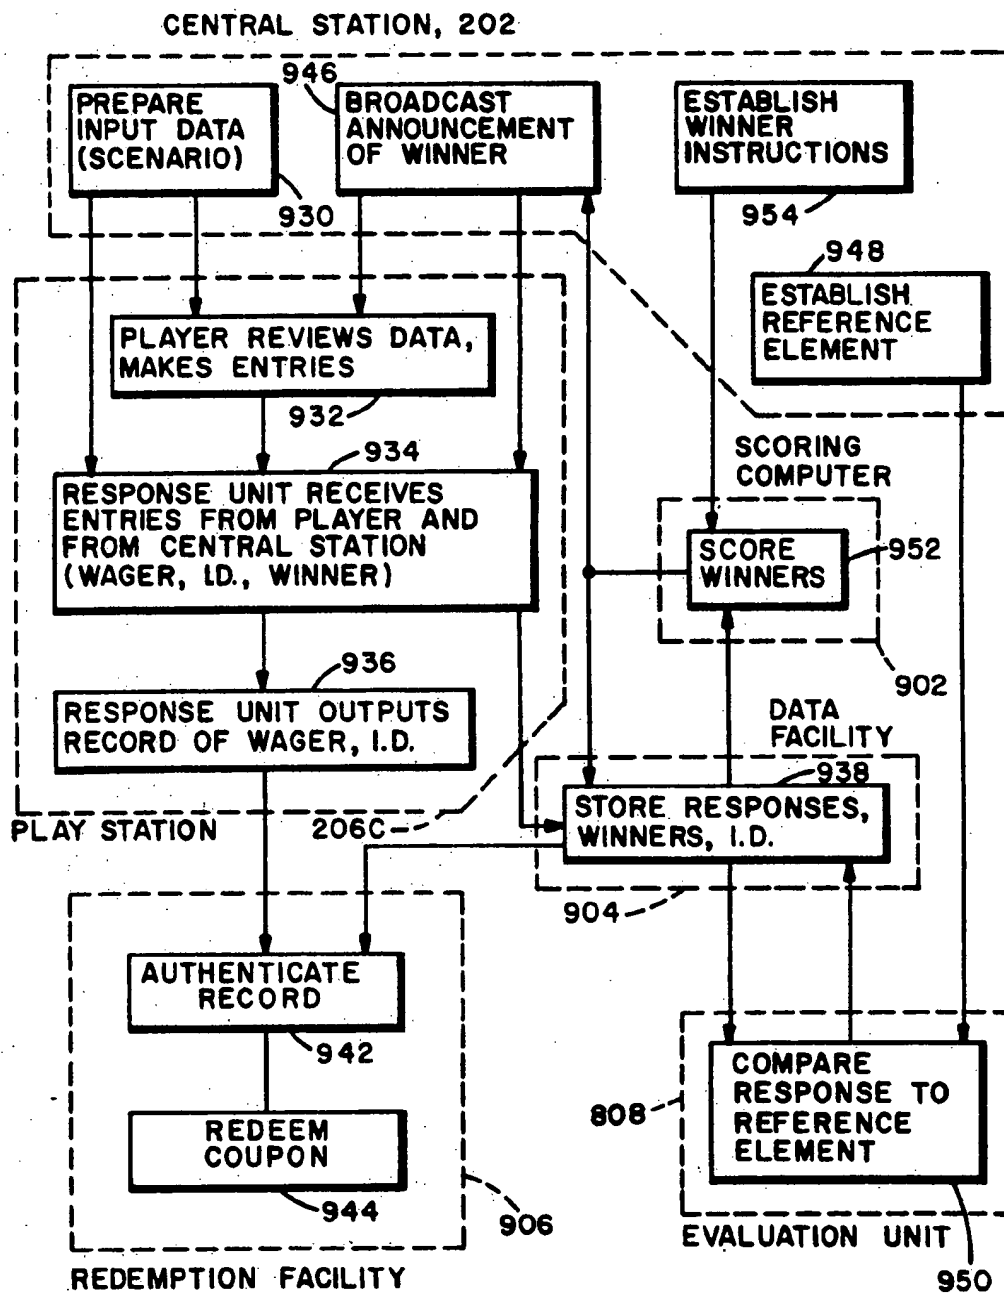 CENTRAL STATION, 202
946
PREPARE
INPUT DATA
(SCENARIO)
930
BROADCAST
ANNOUNCEMENT
OF WINNER
ESTABLISH
WINNER
INSTRUCTIONS
954
948
ESTABLISH
REFERENCE
ELEMENT
PLAYER REVIEWS DATA,
MAKES ENTRIES
932
934
RESPONSE UNIT RECEIVES
ENTRIES FROM PLAYER AND
FROM CENTRAL STATION
(WAGER, I.D., WINNER)
SCORING
COMPUTER
SCORE
WINNERS
952
902
936
RESPONSE UNIT OUTPUTS
RECORD OF WAGER, I.D.
PLAY STATION
206C
DATA
FACILITY
938
STORE RESPONSES,
WINNERS, I.D.
904
AUTHENTICATE
RECORD
942
REDEEM
COUPON
944
906
REDEMPTION FACILITY
808
COMPARE
RESPONSE TO
REFERENCE
ELEMENT
EVALUATION UNIT
950